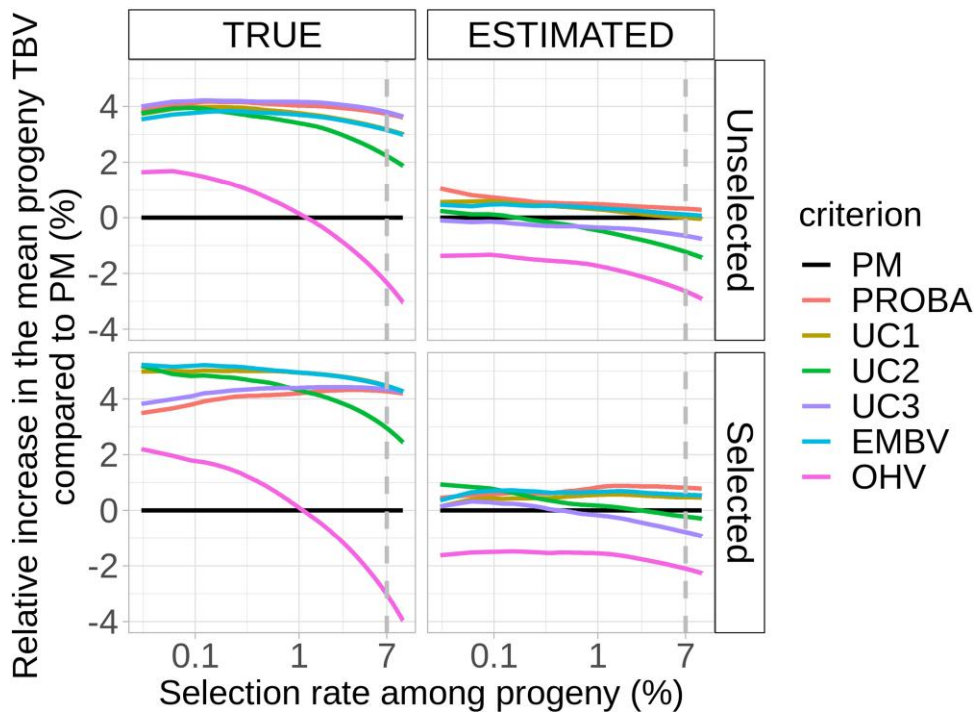 TRUE
ESTIMATED
Relative increase in the mean progeny TBV
compared to PM (%)
4
2
0
-2
-4
Unselected
4
2
0
-2
-4
Selected
0.1
1
7
0.1
1
7
Selection rate among progeny (%)
criterion
PM
PROBA
UC1
UC2
UC3
EMBV
OHV